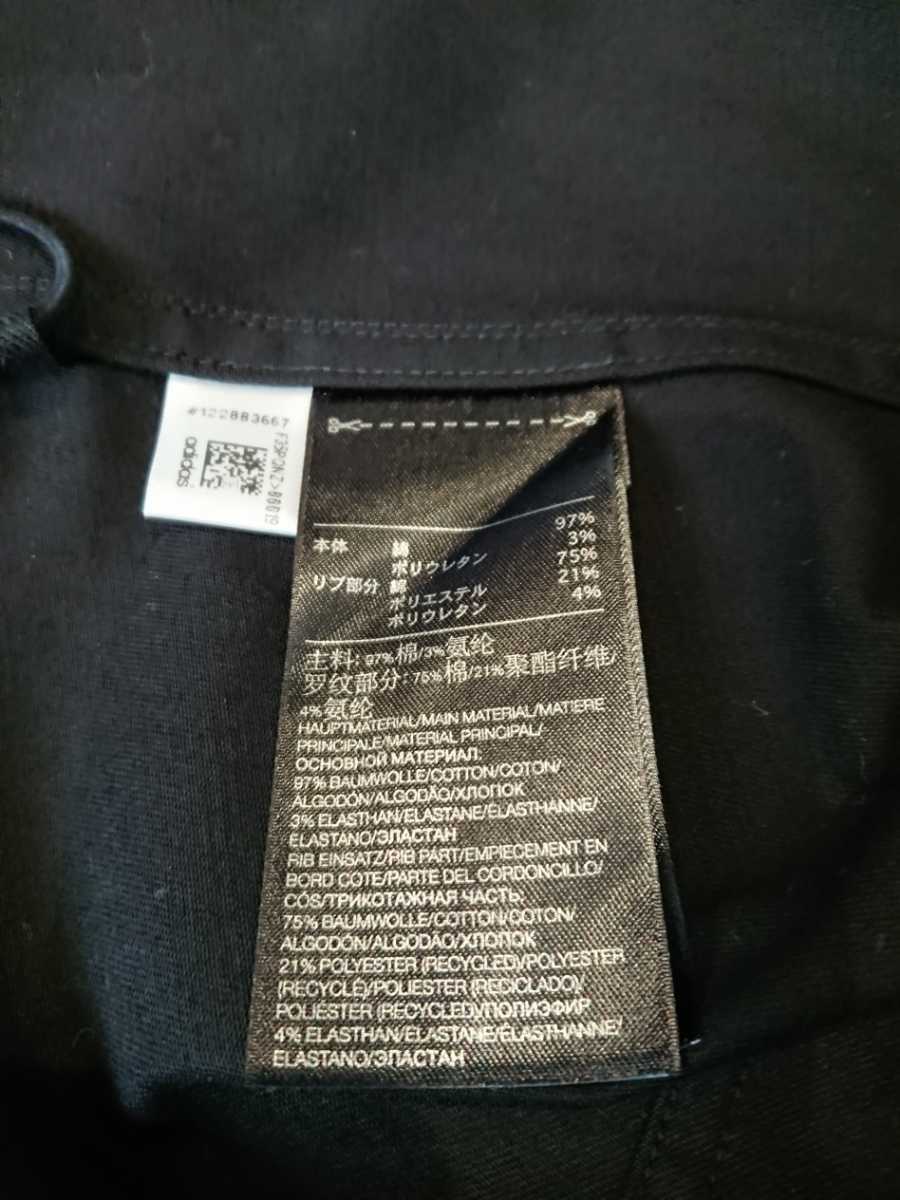 #122883667
adidas
本体 綿 97%
ポリウレタン 3%
リブ部分 綿 75%
ポリエステル 21%
ポリウレタン 4%
主料: 97%棉/3%氨纶
罗纹部分: 75%棉/21%聚酯纤维/
4%氨纶
HAUPTMATERIAL/MAIN MATERIAL/MATIERE
PRINCIPALE/MATERIAL PRINCIPAL/
ОСНОВНОЙ МАТЕРИАЛ.
97% BAUMWOLLE/COTTON/COTON/
ALGODÓN/ALGODÃO/ХЛОПОК
3% ELASTHAN/ELASTANE/ÉLASTHANNE/
ELASTANO/ЭЛАСТАН
RIB EINSATZ/RIB PART/EMPIECEMENT EN
BORD COTE/PARTE DEL CORDONCILLO/
CÓS/ТРИКОТАЖНАЯ ЧАСТЬ.
75% BAUMWOLLE/COTTON/COTON/
ALGODÓN/ALGODÃO/ХЛОПОК
21% POLYESTER (RECYCLED)/POLYESTER
(RECYCLÉ)/POLIESTER (RECICLADO)/
POLIÉSTER (RECYCLED)/ПОЛИЭФИР
4% ELASTHAN/ELASTANE/ÉLASTHANNE/
ELASTANO/ЭЛАСТАН